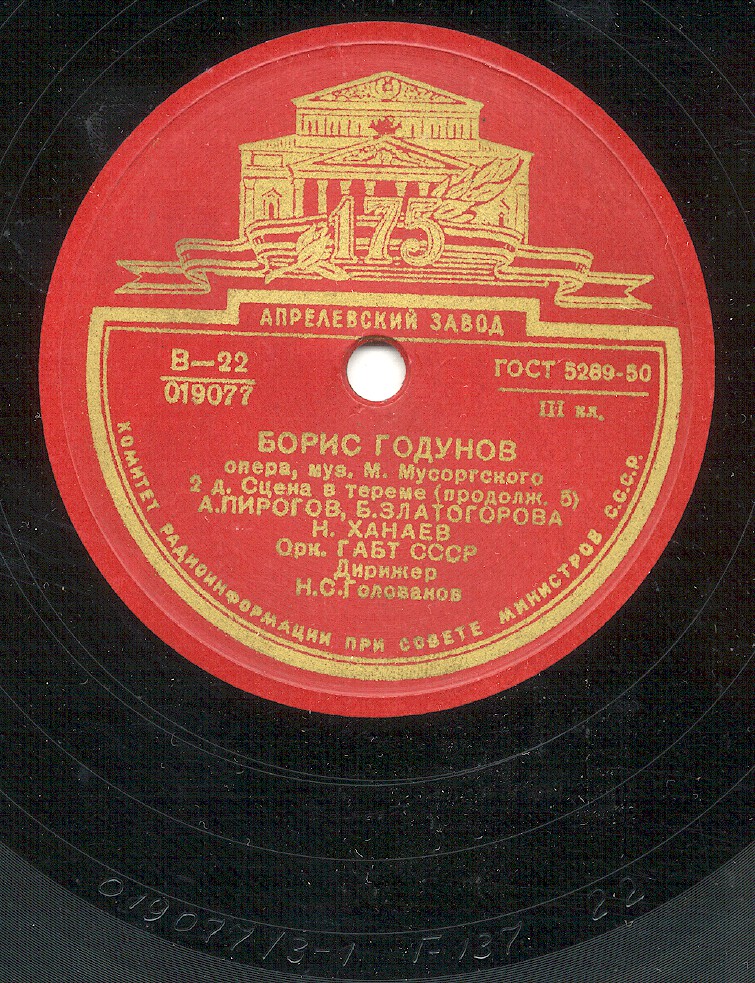 175
АПРЕЛЕВСКИЙ ЗАВОД
В—22
019077
ГОСТ 5289-50
III кл.
БОРИС ГОДУНОВ
опера, муз. М. Мусоргского
2 д. Сцена в тереме (продолж. 5)
А.ПИРОГОВ, Б.ЗЛАТОГОРОВА
Н. ХАНАЕВ
Орк. ГАБТ СССР
Дирижер
Н.С.Голованов
КОМИТЕТ РАДИОИНФОРМАЦИИ ПРИ СОВЕТЕ МИНИСТРОВ С.С.С.Р.
019077/3-1 Г-137 22